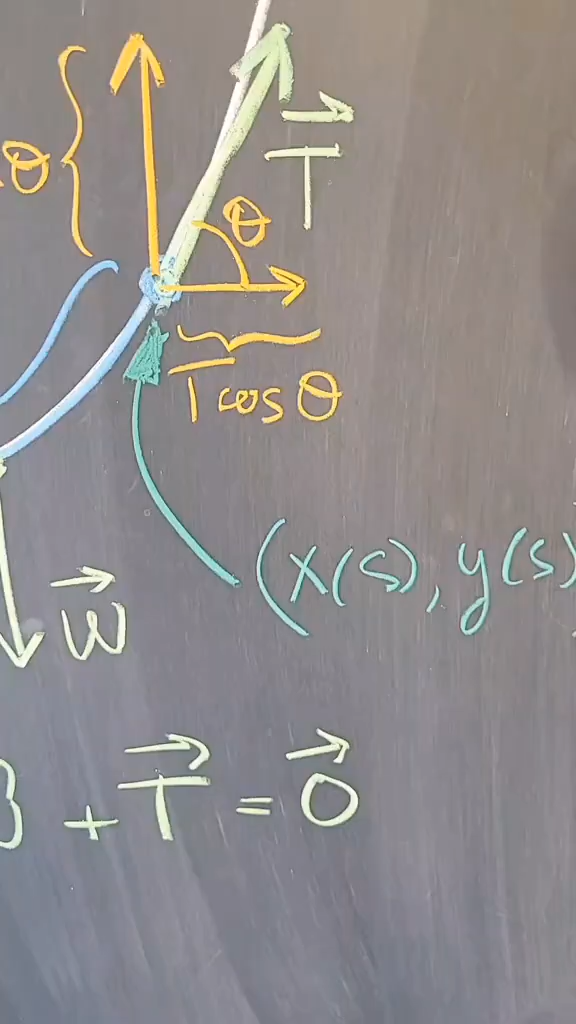 θ
θ
T⃗
T cos θ
(x(s), y(s)
w⃗
+ T⃗ = 0⃗